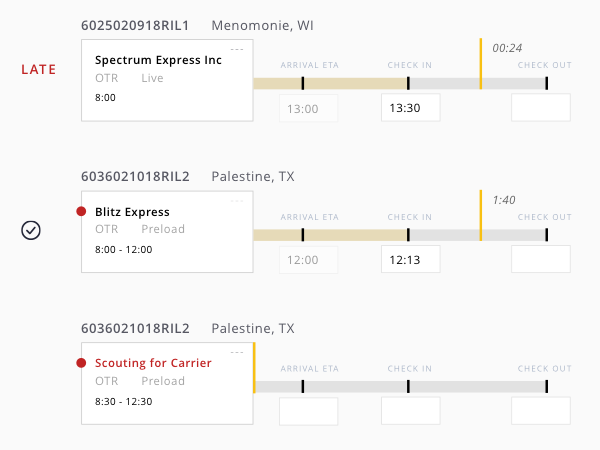 6025020918RIL1 Menomonie, WI
LATE
Spectrum Express Inc ---
OTR Live
8:00
ARRIVAL ETA CHECK IN 00:24 CHECK OUT
13:00 13:30
6036021018RIL2 Palestine, TX
Blitz Express ---
OTR Preload
8:00 - 12:00
ARRIVAL ETA CHECK IN 1:40 CHECK OUT
12:00 12:13
6036021018RIL2 Palestine, TX
Scouting for Carrier ---
OTR Preload
8:30 - 12:30
ARRIVAL ETA CHECK IN CHECK OUT